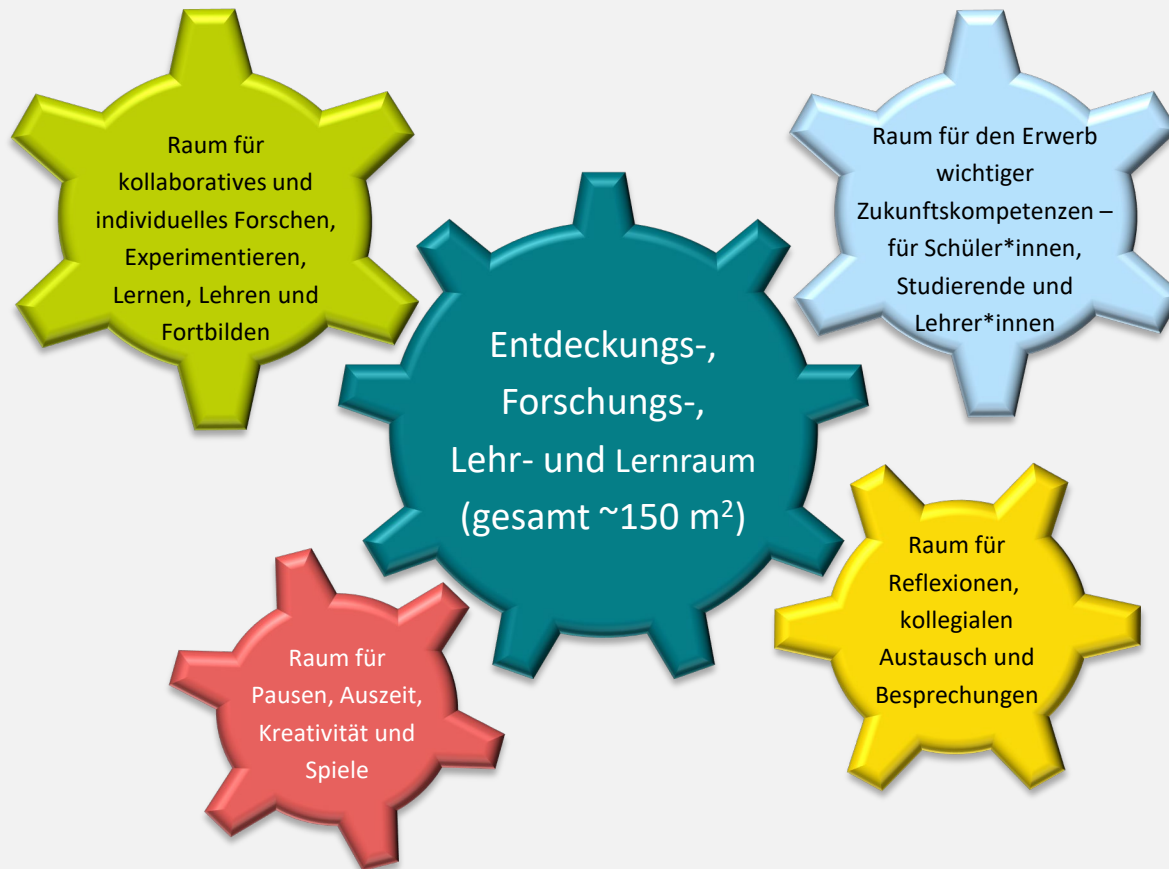 Raum für
kollaboratives und
individuelles Forschen,
Experimentieren,
Lernen, Lehren und
Fortbilden
Raum für den Erwerb
wichtiger
Zukunftskompetenzen –
für Schüler*innen,
Studierende und
Lehrer*innen
Entdeckungs-,
Forschungs-,
Lehr- und Lernraum
(gesamt ~150 m²)
Raum für
Reflexionen,
kollegialen
Austausch und
Besprechungen
Raum für
Pausen, Auszeit,
Kreativität und
Spiele